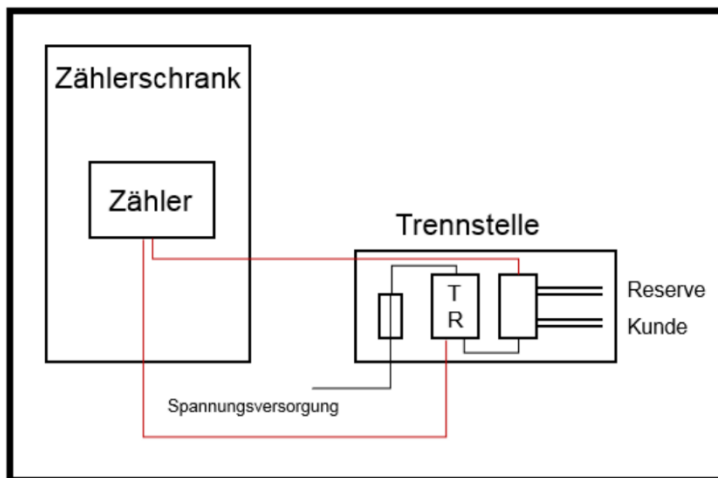 Zählerschrank
Zähler
Trennstelle
T
R
Reserve
Kunde
Spannungsversorgung